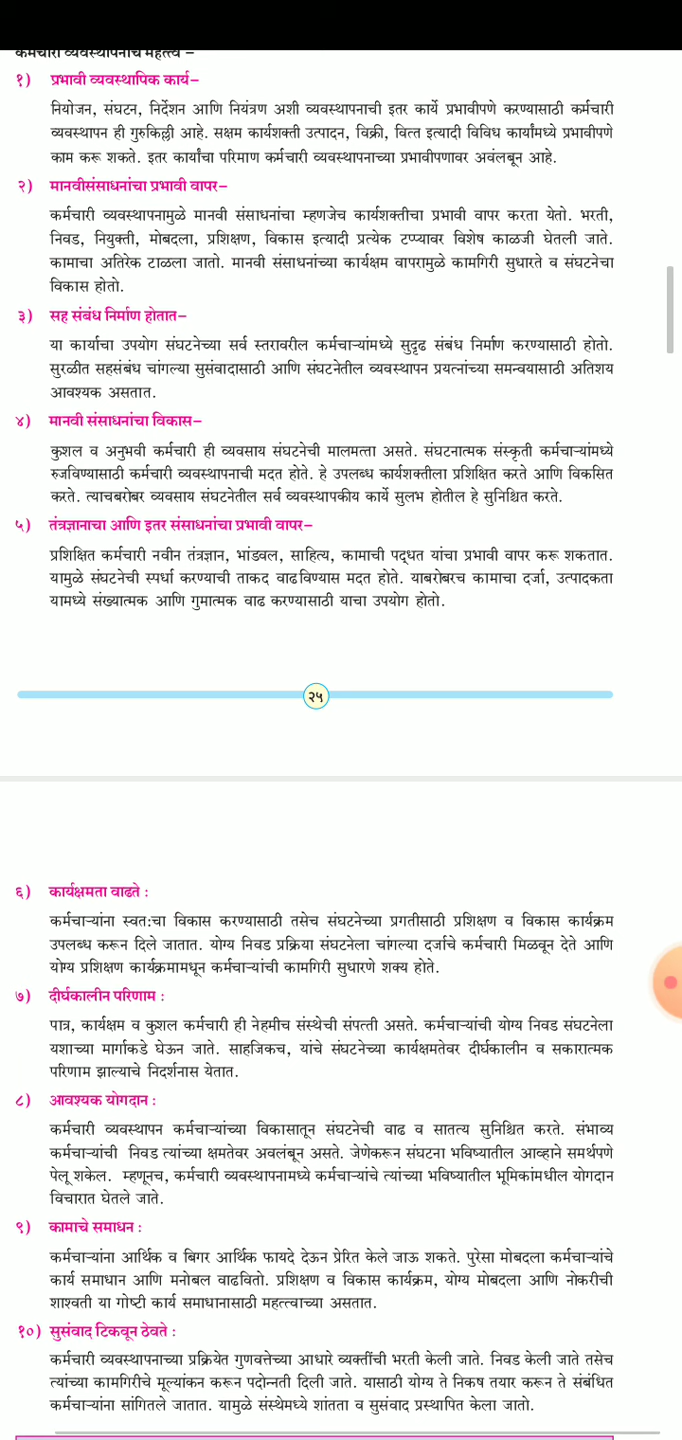 कर्मचारी व्यवस्थापनाचे महत्त्व –
१) प्रभावी व्यवस्थापिक कार्य–
नियोजन, संघटन, निर्देशन आणि नियंत्रण अशी व्यवस्थापनाची इतर कार्ये प्रभावीपणे करण्यासाठी कर्मचारी
व्यवस्थापन ही गुरुकिल्ली आहे. सक्षम कार्यशक्ती उत्पादन, विक्री, वित्त इत्यादी विविध कार्यांमध्ये प्रभावीपणे
काम करू शकते. इतर कार्यांचा परिमाण कर्मचारी व्यवस्थापनाच्या प्रभावीपणावर अवंलबून आहे.
२) मानवीसंसाधनांचा प्रभावी वापर–
कर्मचारी व्यवस्थापनामुळे मानवी संसाधनांचा म्हणजेच कार्यशक्तीचा प्रभावी वापर करता येतो. भरती,
निवड, नियुक्ती, मोबदला, प्रशिक्षण, विकास इत्यादी प्रत्येक टप्प्यावर विशेष काळजी घेतली जाते.
कामाचा अतिरेक टाळला जातो. मानवी संसाधनांच्या कार्यक्षम वापरामुळे कामगिरी सुधारते व संघटनेचा
विकास होतो.
३) सह संबंध निर्माण होतात–
या कार्याचा उपयोग संघटनेच्या सर्व स्तरावरील कर्मचाऱ्यांमध्ये सुदृढ संबंध निर्माण करण्यासाठी होतो.
सुरळीत सहसंबंध चांगल्या सुसंवादासाठी आणि संघटनेतील व्यवस्थापन प्रयत्नांच्या समन्वयासाठी अतिशय
आवश्यक असतात.
४) मानवी संसाधनांचा विकास–
कुशल व अनुभवी कर्मचारी ही व्यवसाय संघटनेची मालमत्ता असते. संघटनात्मक संस्कृती कर्मचाऱ्यांमध्ये
रुजविण्यासाठी कर्मचारी व्यवस्थापनाची मदत होते. हे उपलब्ध कार्यशक्तीला प्रशिक्षित करते आणि विकसित
करते. त्याचबरोबर व्यवसाय संघटनेतील सर्व व्यवस्थापकीय कार्ये सुलभ होतील हे सुनिश्चित करते.
५) तंत्रज्ञानाचा आणि इतर संसाधनांचा प्रभावी वापर–
प्रशिक्षित कर्मचारी नवीन तंत्रज्ञान, भांडवल, साहित्य, कामाची पद्धत यांचा प्रभावी वापर करू शकतात.
यामुळे संघटनेची स्पर्धा करण्याची ताकद वाढविण्यास मदत होते. याबरोबरच कामाचा दर्जा, उत्पादकता
यामध्ये संख्यात्मक आणि गुमात्मक वाढ करण्यासाठी याचा उपयोग होतो.
२५
६) कार्यक्षमता वाढते :
कर्मचाऱ्यांना स्वत:चा विकास करण्यासाठी तसेच संघटनेच्या प्रगतीसाठी प्रशिक्षण व विकास कार्यक्रम
उपलब्ध करून दिले जातात. योग्य निवड प्रक्रिया संघटनेला चांगल्या दर्जाचे कर्मचारी मिळवून देते आणि
योग्य प्रशिक्षण कार्यक्रमामधून कर्मचाऱ्यांची कामगिरी सुधारणे शक्य होते.
७) दीर्घकालीन परिणाम :
पात्र, कार्यक्षम व कुशल कर्मचारी ही नेहमीच संस्थेची संपत्ती असते. कर्मचाऱ्यांची योग्य निवड संघटनेला
यशाच्या मार्गाकडे घेऊन जाते. साहजिकच, यांचे संघटनेच्या कार्यक्षमतेवर दीर्घकालीन व सकारात्मक
परिणाम झाल्याचे निदर्शनास येतात.
८) आवश्यक योगदान :
कर्मचारी व्यवस्थापन कर्मचाऱ्यांच्या विकासातून संघटनेची वाढ व सातत्य सुनिश्चित करते. संभाव्य
कर्मचाऱ्यांची निवड त्यांच्या क्षमतेवर अवलंबून असते. जेणेकरून संघटना भविष्यातील आव्हाने समर्थपणे
पेलू शकेल. म्हणूनच, कर्मचारी व्यवस्थापनामध्ये कर्मचाऱ्यांचे त्यांच्या भविष्यातील भूमिकांमधील योगदान
विचारात घेतले जाते.
९) कामाचे समाधन :
कर्मचाऱ्यांना आर्थिक व बिगर आर्थिक फायदे देऊन प्रेरित केले जाऊ शकते. पुरेसा मोबदला कर्मचाऱ्यांचे
कार्य समाधान आणि मनोबल वाढवितो. प्रशिक्षण व विकास कार्यक्रम, योग्य मोबदला आणि नोकरीची
शाश्वती या गोष्टी कार्य समाधानासाठी महत्त्वाच्या असतात.
१०) सुसंवाद टिकवून ठेवते :
कर्मचारी व्यवस्थापनाच्या प्रक्रियेत गुणवत्तेच्या आधारे व्यक्तींची भरती केली जाते. निवड केली जाते तसेच
त्यांच्या कामगिरीचे मूल्यांकन करून पदोन्नती दिली जाते. यासाठी योग्य ते निकष तयार करून ते संबंधित
कर्मचाऱ्यांना सांगितले जातात. यामुळे संस्थेमध्ये शांतता व सुसंवाद प्रस्थापित केला जातो.